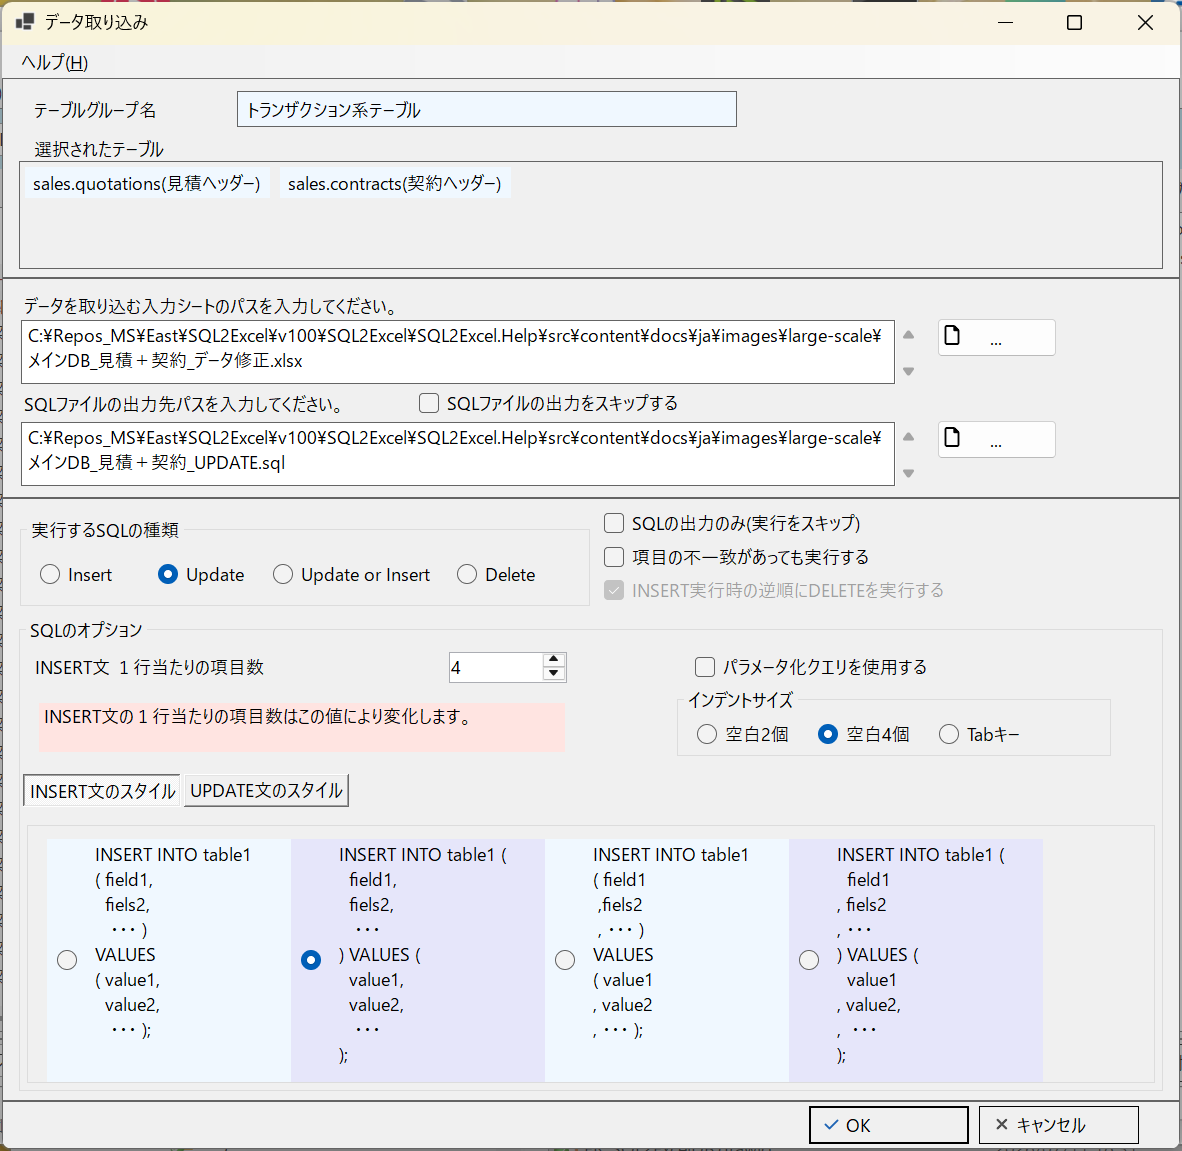 データ取り込み
ヘルプ(H)
テーブルグループ名
トランザクション系テーブル
選択されたテーブル
sales.quotations(見積ヘッダー) sales.contracts(契約ヘッダー)
データを取り込む入力シートのパスを入力してください。
C:¥Repos_MS¥East¥SQL2Excel¥v100¥SQL2Excel¥SQL2Excel.Help¥src¥content¥docs¥ja¥images¥large-scale¥
メインDB_見積＋契約_データ修正.xlsx
...
SQLファイルの出力先パスを入力してください。
SQLファイルの出力をスキップする
C:¥Repos_MS¥East¥SQL2Excel¥v100¥SQL2Excel¥SQL2Excel.Help¥src¥content¥docs¥ja¥images¥large-scale¥
メインDB_見積＋契約_UPDATE.sql
...
実行するSQLの種類
Insert Update Update or Insert Delete
SQLの出力のみ(実行をスキップ)
項目の不一致があっても実行する
INSERT実行時の逆順にDELETEを実行する
SQLのオプション
INSERT文 １行当たりの項目数
4
INSERT文の１行当たりの項目数はこの値により変化します。
パラメータ化クエリを使用する
インデントサイズ
空白2個 空白4個 Tabキー
INSERT文のスタイル UPDATE文のスタイル
INSERT INTO table1
( field1,
fiels2,
･･･ )
VALUES
( value1,
value2,
･･･ );
INSERT INTO table1 (
field1,
fiels2,
･･･
) VALUES (
value1,
value2,
･･･
);
INSERT INTO table1
( field1
,fiels2
, ･･･ )
VALUES
( value1
, value2
, ･･･ );
INSERT INTO table1 (
field1
, fiels2
, ･･･
) VALUES (
value1
, value2,
, ･･･
);
OK
キャンセル